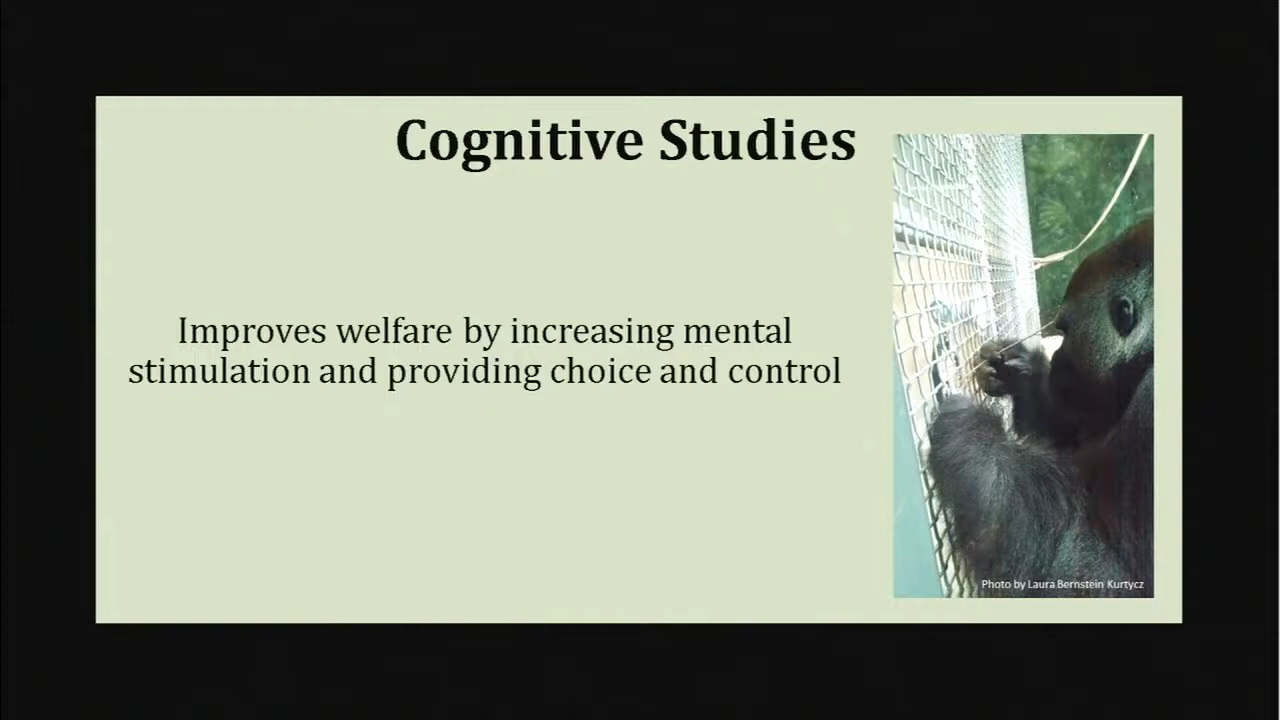 Cognitive Studies
Improves welfare by increasing mental
stimulation and providing choice and control
Photo by Laura Bernstein Kurtycz